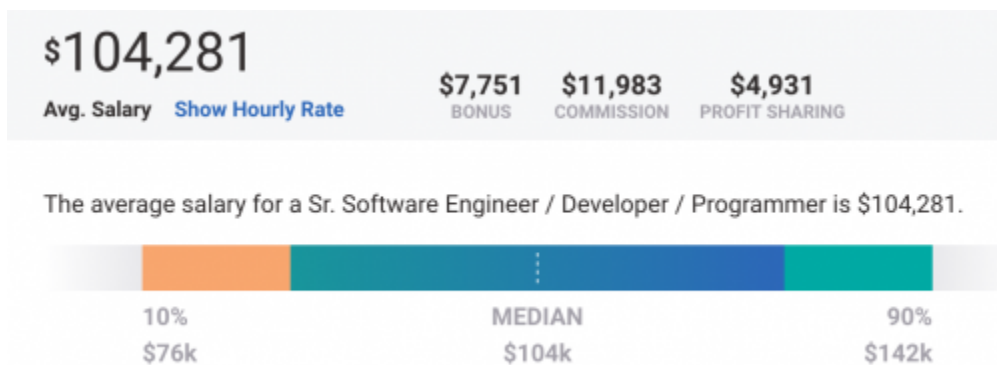 $104,281
Avg. Salary Show Hourly Rate
$7,751 $11,983 $4,931
BONUS COMMISSION PROFIT SHARING
The average salary for a Sr. Software Engineer / Developer / Programmer is $104,281.
10% MEDIAN 90%
$76k $104k $142k